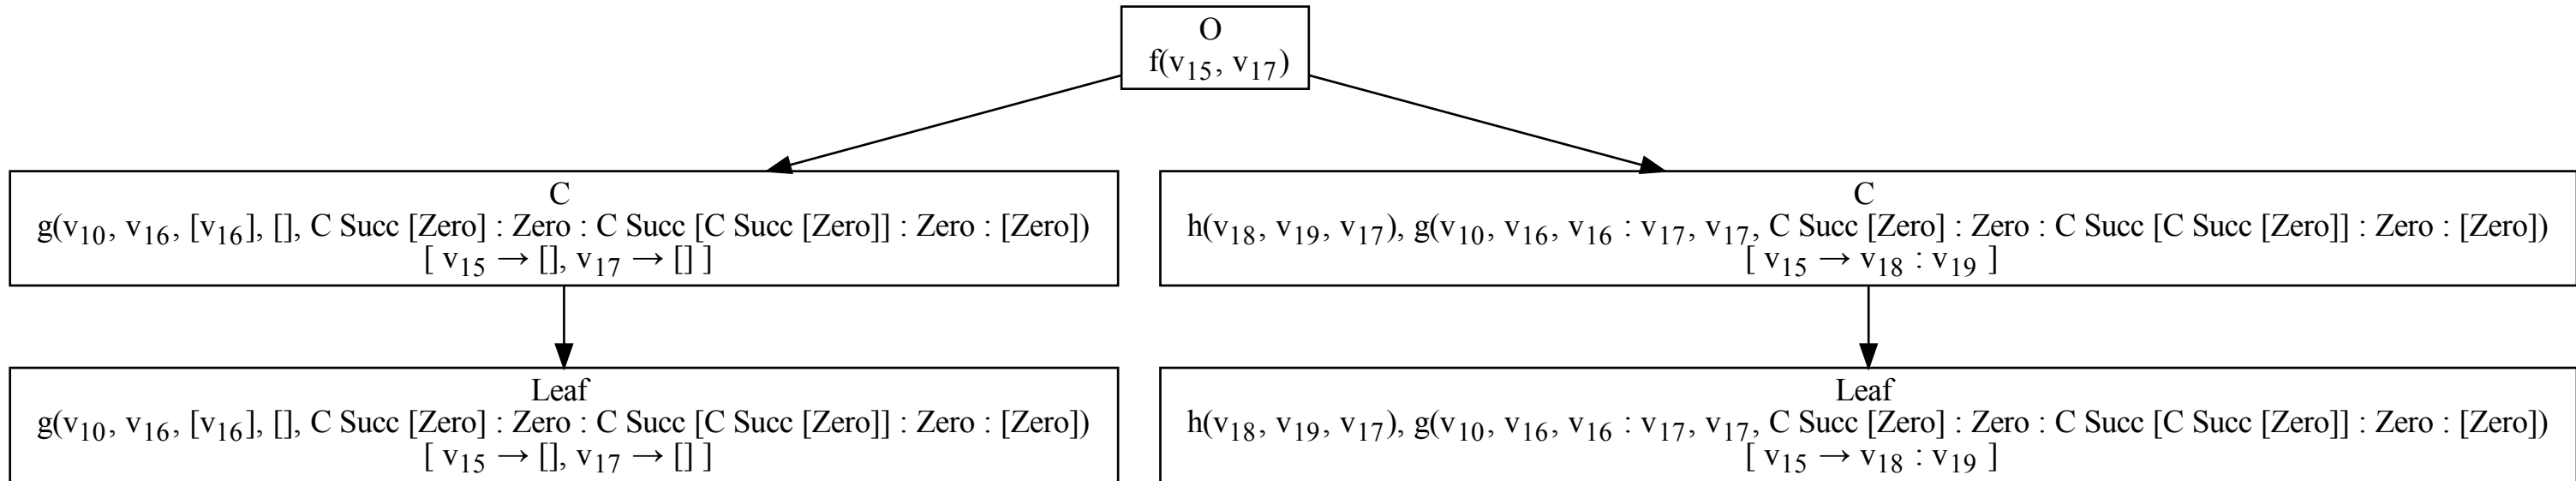 O
f(v₁₅, v₁₇)
C
g(v₁₀, v₁₆, [v₁₆], [], C Succ [Zero] : Zero : C Succ [C Succ [Zero]] : Zero : [Zero])
[ v₁₅ → [], v₁₇ → [] ]
C
h(v₁₈, v₁₉, v₁₇), g(v₁₀, v₁₆, v₁₆ : v₁₇, v₁₇, C Succ [Zero] : Zero : C Succ [C Succ [Zero]] : Zero : [Zero])
[ v₁₅ → v₁₈ : v₁₉ ]
Leaf
g(v₁₀, v₁₆, [v₁₆], [], C Succ [Zero] : Zero : C Succ [C Succ [Zero]] : Zero : [Zero])
[ v₁₅ → [], v₁₇ → [] ]
Leaf
h(v₁₈, v₁₉, v₁₇), g(v₁₀, v₁₆, v₁₆ : v₁₇, v₁₇, C Succ [Zero] : Zero : C Succ [C Succ [Zero]] : Zero : [Zero])
[ v₁₅ → v₁₈ : v₁₉ ]